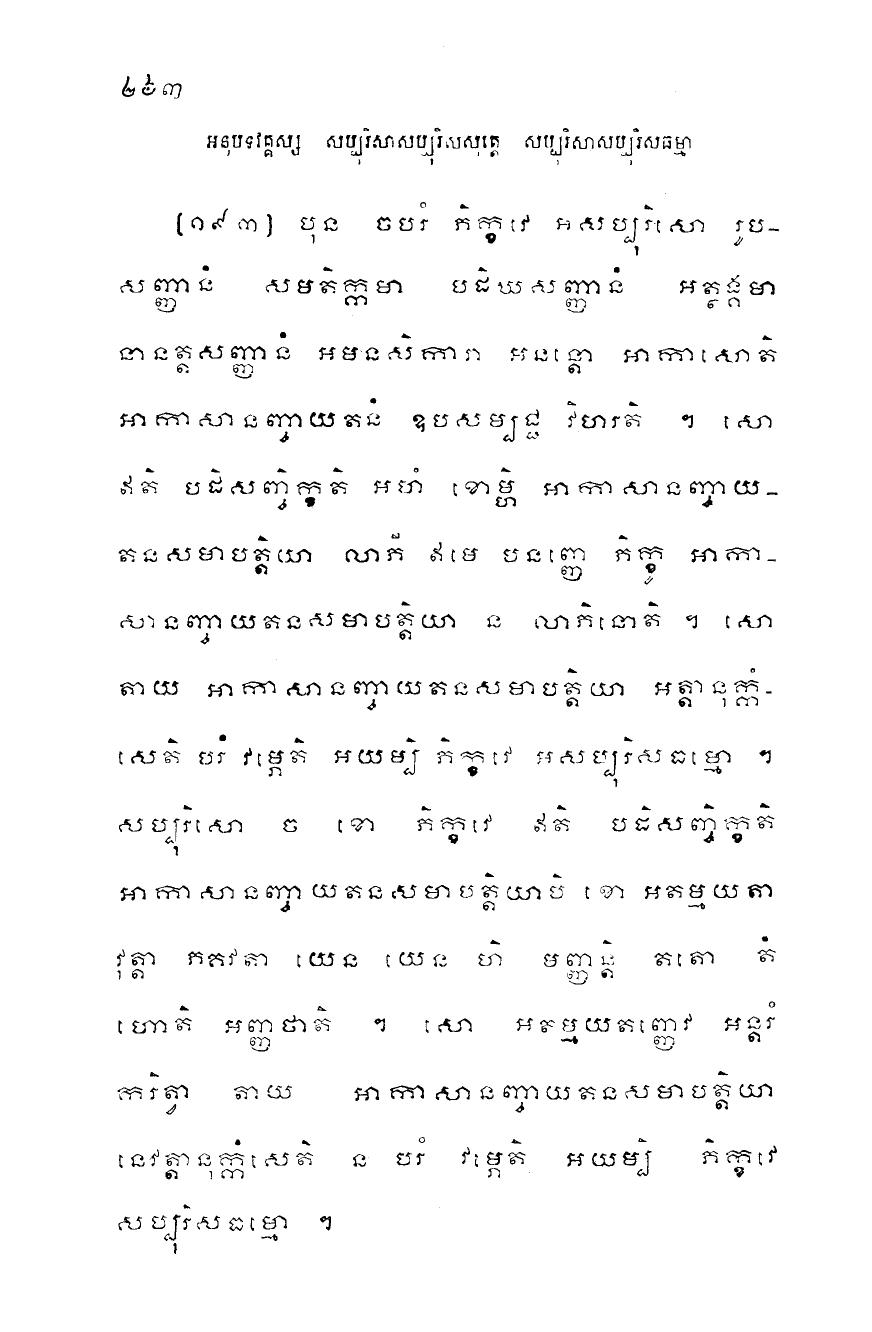 ២៥៣
អនុបទវគ្គស្ស សប្បុរិសាសប្បុរិសសុត្តេ សប្បុរិសាសប្បុរិសធម្មា
[១៩៣] បុន ចបរំ ភិក្ខវេ អសប្បុរិសោ រូប-
សញ្ញានំ សមតិក្កមា បដិឃសញ្ញានំ អត្ថង្គមា
នានត្តសញ្ញានំ អមនសិការា អនន្តោ អាកាសោតិ
អាកាសានញ្ចាយតនំ ឧបសម្បជ្ជ វិហរតិ ។ សោ
ឥតិ បដិសញ្ចិក្ខតិ អហំ ខោម្ហិ អាកាសានញ្ចាយ-
តនសមាបត្តិយា លាភី ឥមេ បនញ្ញេ ភិក្ខូ អាកា-
សានញ្ចាយតនសមាបត្តិយា ន លាភិនោតិ ។ សោ
តាយ អាកាសានញ្ចាយតនសមាបត្តិយា អត្តានុក្កំ-
សេតិ បរំ វម្ភេតិ អយម្បិ ភិក្ខវេ អសប្បុរិសធម្មោ ។
សប្បុរិសោ ច ខោ ភិក្ខវេ ឥតិ បដិសញ្ចិក្ខតិ
អាកាសានញ្ចាយតនសមាបត្តិយាបិ ខោ អតម្មយតា
វុត្តា ភគវតា យេន យេន ហិ មញ្ញន្តិ តតោ តំ
ហោតិ អញ្ញថាតិ ។ សោ អតម្មយតញ្ញេវ អន្តរំ
ករិត្វា តាយ អាកាសានញ្ចាយតនសមាបត្តិយា
នេវត្តានុក្កំសេតិ ន បរំ វម្ភេតិ អយម្បិ ភិក្ខវេ
សប្បុរិសធម្មោ ។